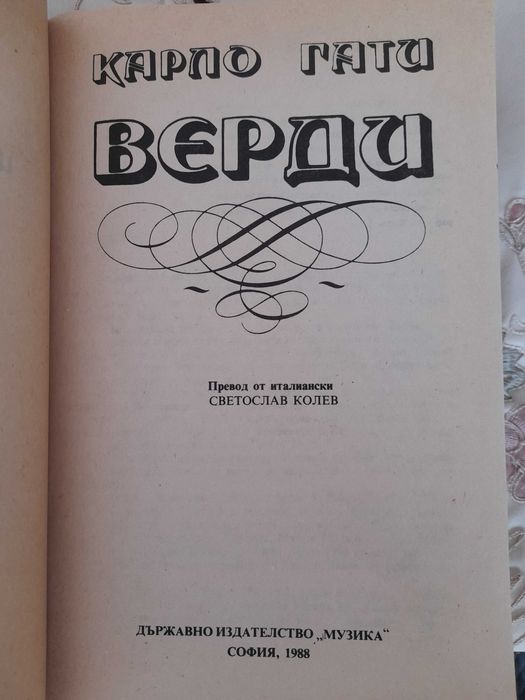 КАРЛО ГАТИ
ВЕРДИ
Превод от италиански
СВЕТОСЛАВ КОЛЕВ
ДЪРЖАВНО ИЗДАТЕЛСТВО „МУЗИКА“
СОФИЯ, 1988